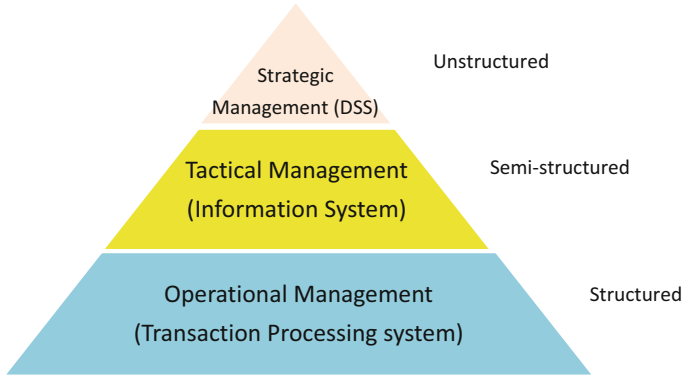 Strategic
Management (DSS)
Unstructured
Tactical Management
(Information System)
Semi-structured
Operational Management
(Transaction Processing system)
Structured